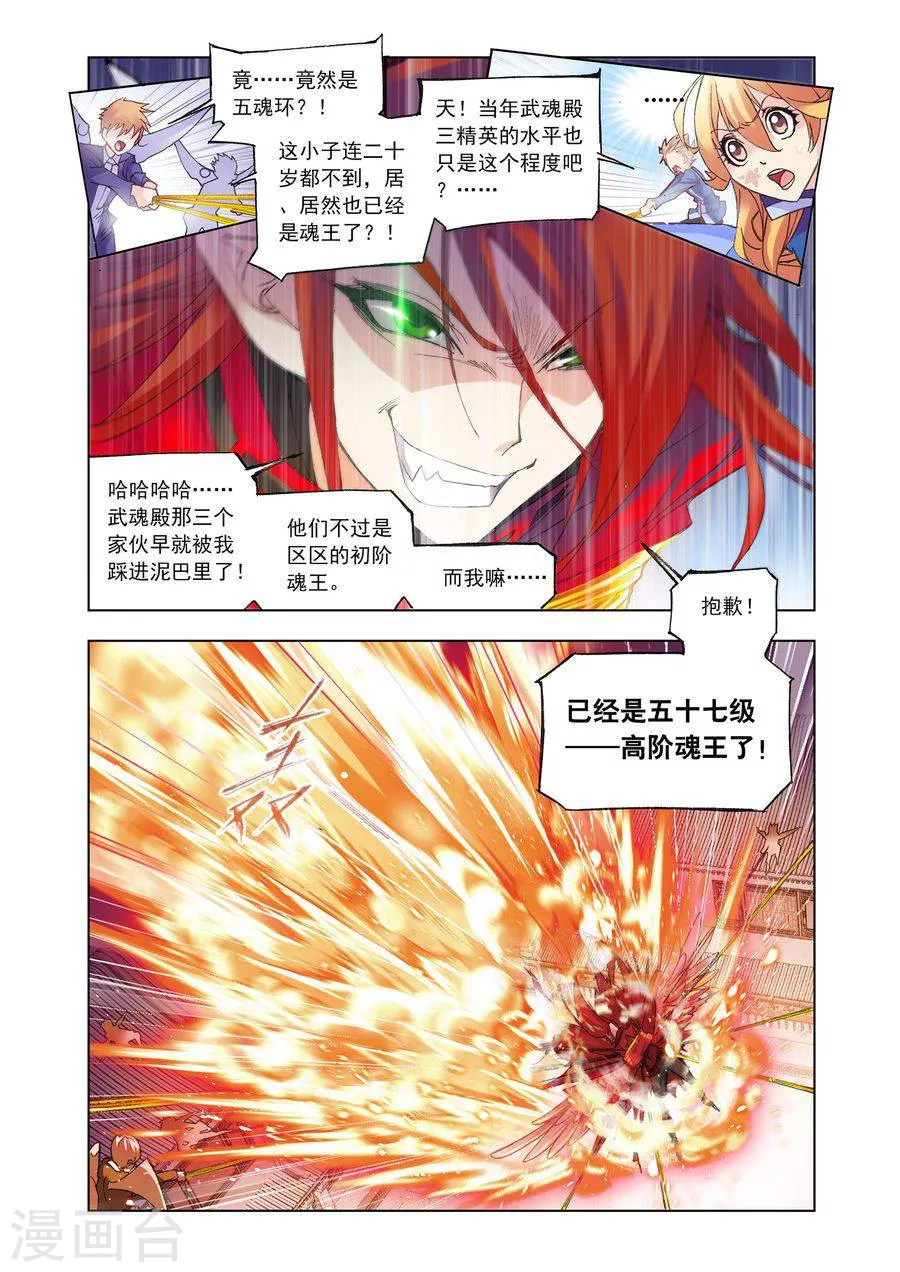 竟……竟然是
五魂环？！
这小子连二十
岁都不到，居
、居然也已经
是魂王了？！
天！当年武魂殿
三精英的水平也
只是这个程度吧
？……
……
哈哈哈哈……
武魂殿那三个
家伙早就被我
踩进泥巴里了！
他们不过是
区区的初阶
魂王。
而我嘛……
抱歉！
已经是五十七级
——高阶魂王了！
漫画台